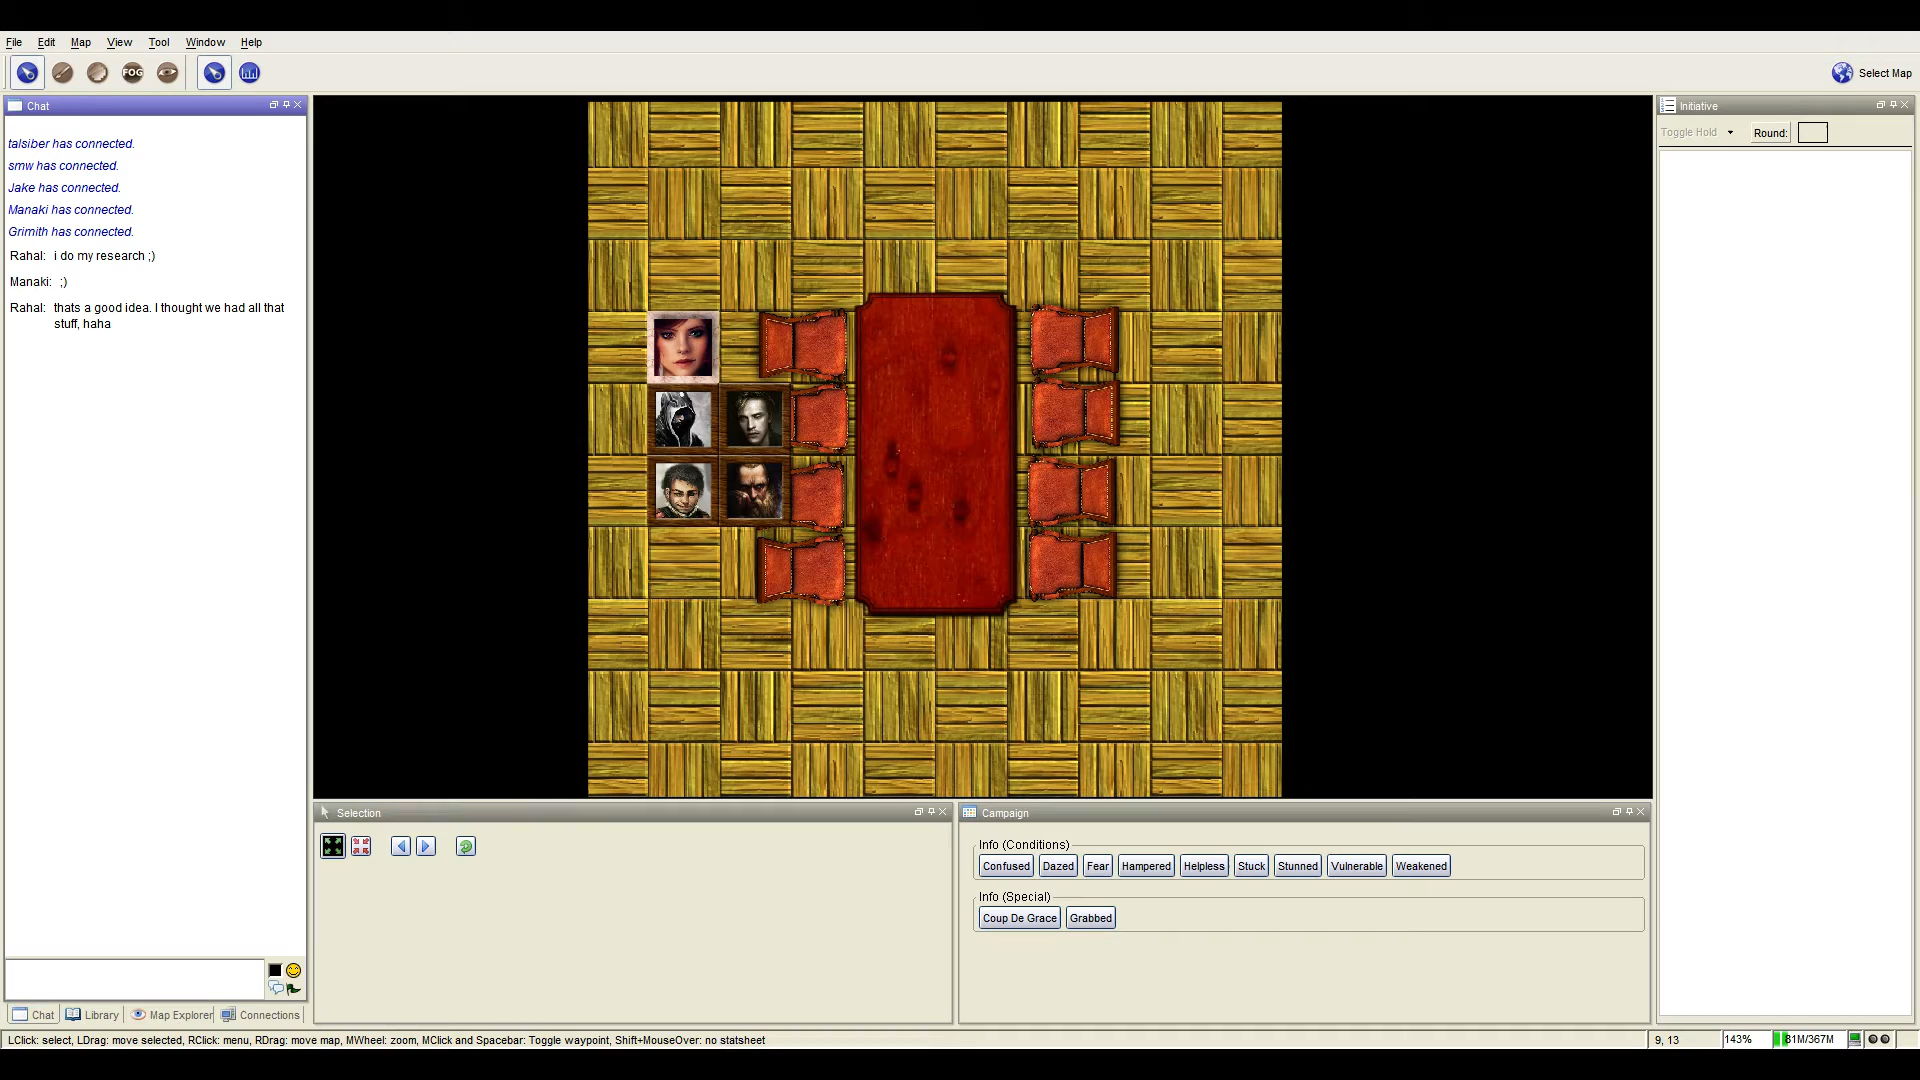 File Edit Map View Tool Window Help
FOG
Select Map
Chat
talsiber has connected.
smw has connected.
Jake has connected.
Manaki has connected.
Grimith has connected.
Rahal: i do my research ;)
Manaki: ;)
Rahal: thats a good idea. I thought we had all that
stuff, haha
Initiative
Toggle Hold Round:
Selection
Campaign
Info (Conditions)
Confused Dazed Fear Hampered Helpless Stuck Stunned Vulnerable Weakened
Info (Special)
Coup De Grace Grabbed
Chat Library Map Explorer Connections
LClick: select, LDrag: move selected, RClick: menu, RDrag: move map, MWheel: zoom, MClick and Spacebar: Toggle waypoint, Shift+MouseOver: no statsheet
9, 13 143% 81M/367M